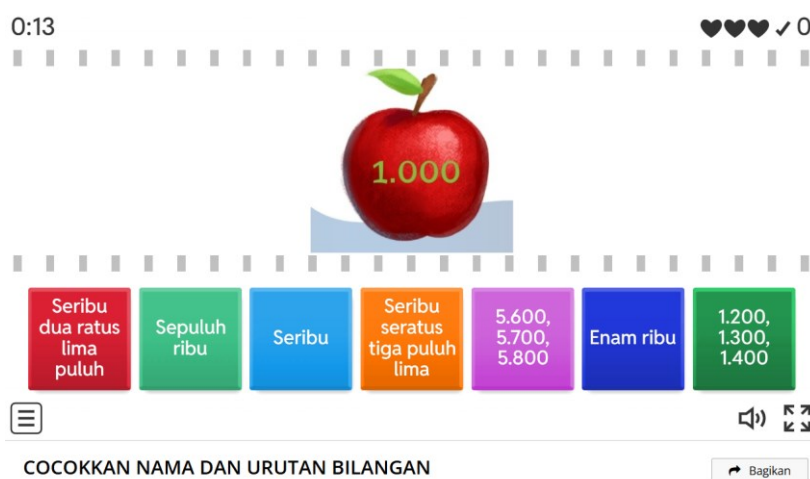 0:13
✓ 0
1.000
Seribu
dua ratus
lima
puluh
Sepuluh
ribu
Seribu
Seribu
seratus
tiga puluh
lima
5.600,
5.700,
5.800
Enam ribu
1.200,
1.300,
1.400
COCOKKAN NAMA DAN URUTAN BILANGAN
Bagikan